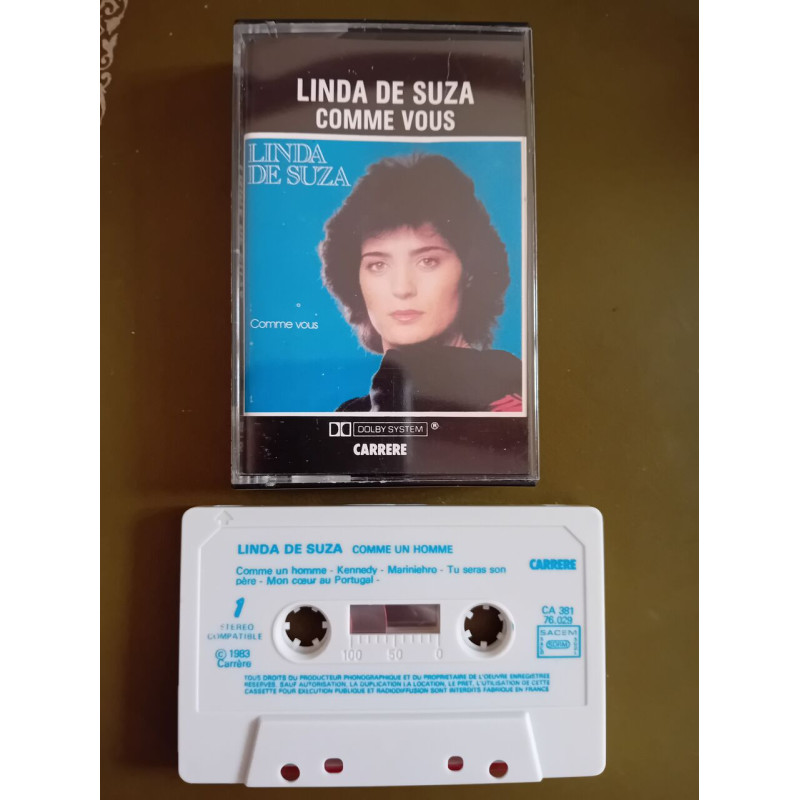 LINDA DE SUZA
COMME VOUS
LINDA
DE SUZA
Comme vous
DOLBY SYSTEM ®
CARRERE
LINDA DE SUZA COMME UN HOMME
CARRERE
Comme un homme - Kennedy - Mariniehro - Tu seras son
père - Mon cœur au Portugal -
1
STEREO
COMPATIBLE
CA 381
76.029
SACEM
SDRM
© 1983
Carrère
100 50 0
TOUS DROITS DU PRODUCTEUR PHONOGRAPHIQUE ET DU PROPRIETAIRE DE L'OEUVRE ENREGISTRES
RESERVES. SAUF AUTORISATION, LA DUPLICATION LA LOCATION, LE PRET, L'UTILISATION DE CETTE
CASSETTE POUR EXECUTION PUBLIQUE ET RADIODIFFUSION SONT INTERDITS FABRIQUE EN FRANCE